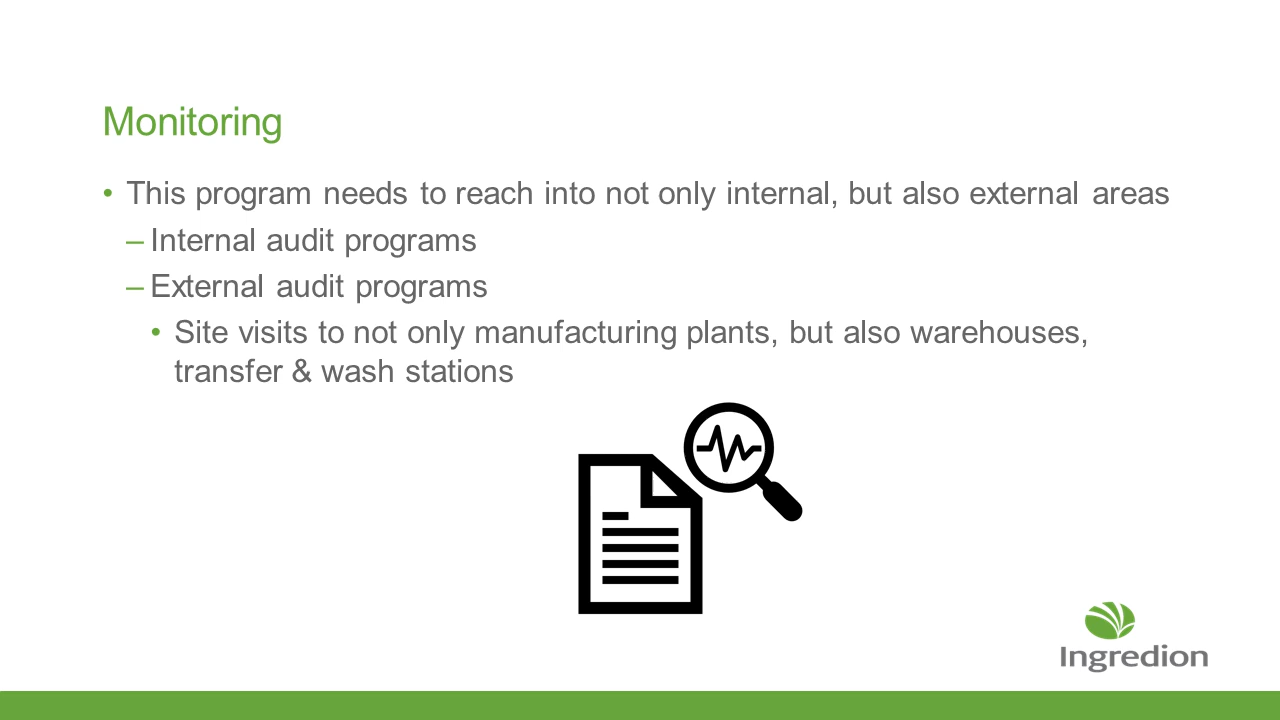 Monitoring
• This program needs to reach into not only internal, but also external areas
– Internal audit programs
– External audit programs
• Site visits to not only manufacturing plants, but also warehouses,
transfer & wash stations
Ingredion